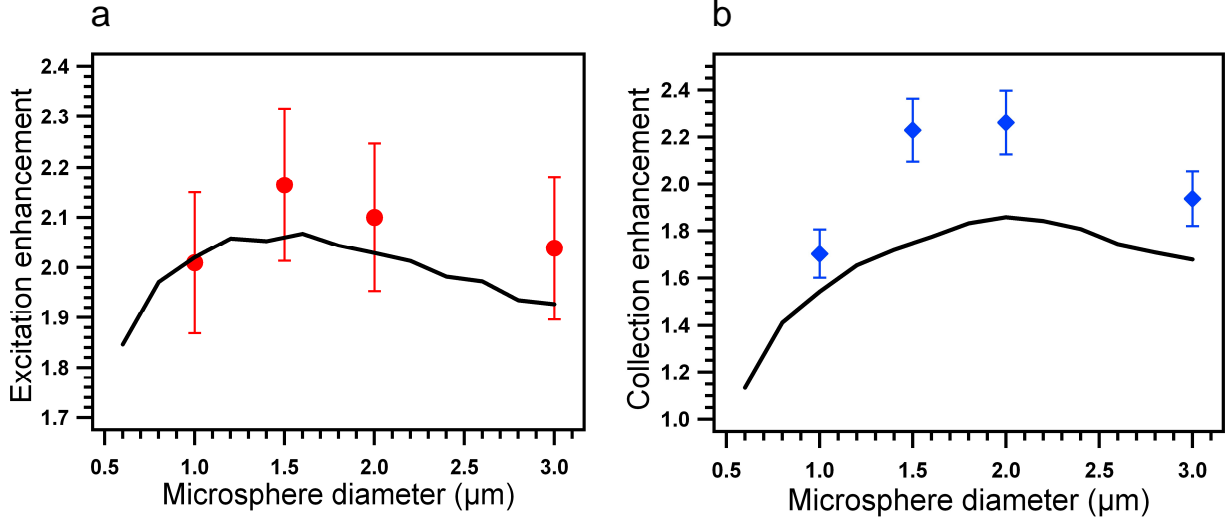 a
Excitation enhancement
2.4
2.3
2.2
2.1
2.0
1.9
1.8
1.7
0.5 1.0 1.5 2.0 2.5 3.0
Microsphere diameter (μm)
b
Collection enhancement
2.4
2.2
2.0
1.8
1.6
1.4
1.2
1.0
0.5 1.0 1.5 2.0 2.5 3.0
Microsphere diameter (μm)